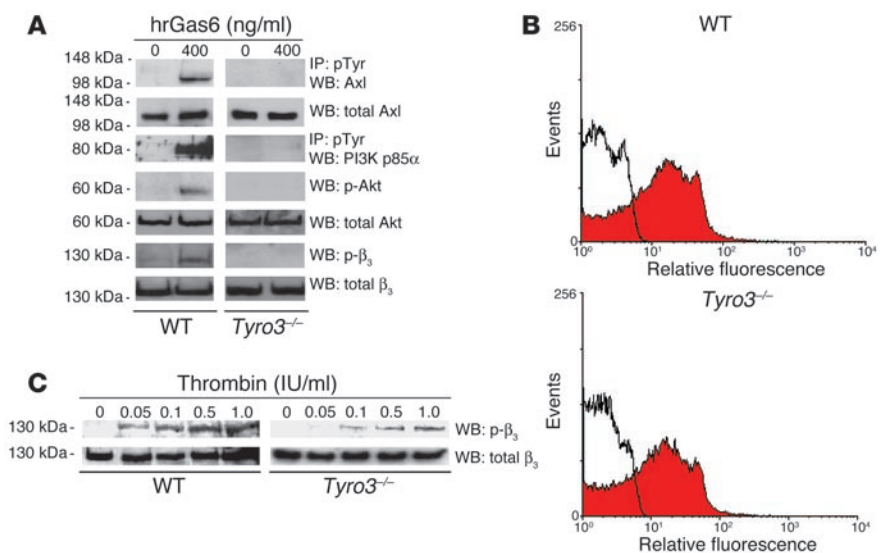 A
hrGas6 (ng/ml)
0 400 0 400
148 kDa -
98 kDa -
IP: pTyr
WB: Axl
148 kDa -
98 kDa -
WB: total Axl
80 kDa -
IP: pTyr
WB: PI3K p85α
60 kDa -
WB: p-Akt
60 kDa -
WB: total Akt
130 kDa -
WB: p-β3
130 kDa -
WB: total β3
WT Tyro3–/–
B
WT
256
Events
0
10⁰ 10¹ 10² 10³ 10⁴
Relative fluorescence
Tyro3–/–
256
Events
0
10⁰ 10¹ 10² 10³ 10⁴
Relative fluorescence
C
Thrombin (IU/ml)
0 0.05 0.1 0.5 1.0 0 0.05 0.1 0.5 1.0
130 kDa - WB: p-β3
130 kDa - WB: total β3
WT Tyro3–/–